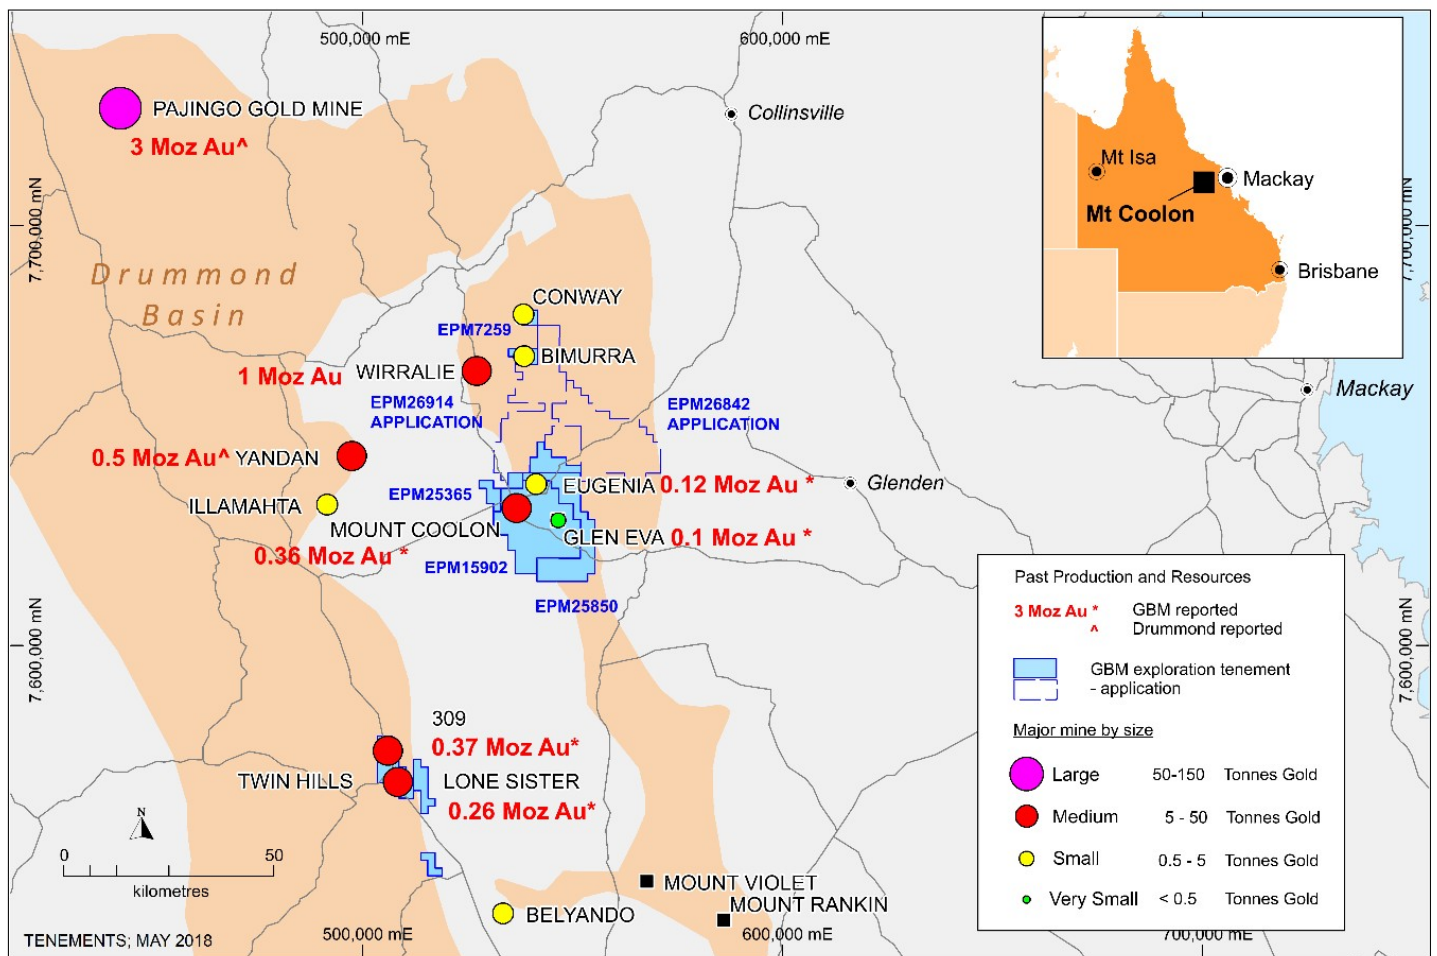 500,000 mE
600,000 mE
PAJINGO GOLD MINE
3 Moz Au^
Collinsville
7,700,000 mN
Drummond
Basin
CONWAY
EPM7259
BIMURRA
WIRRALIE
1 Moz Au
EPM26914
APPLICATION
EPM26842
APPLICATION
0.5 Moz Au^
YANDAN
EUGENIA
0.12 Moz Au *
Glenden
EPM25365
ILLAMAHTA
MOUNT COOLON
GLEN EVA
0.1 Moz Au *
0.36 Moz Au *
EPM15902
EPM25850
7,600,000 mN
309
0.37 Moz Au*
TWIN HILLS
LONE SISTER
0.26 Moz Au*
N
0
50
kilometres
MOUNT VIOLET
MOUNT RANKIN
BELYANDO
TENEMENTS; MAY 2018
500,000 mE
600,000 mE
700,000 mE
Mt Isa
Mackay
Mt Coolon
Brisbane
7,700,000 mN
Mackay
7,600,000 mN
Past Production and Resources
3 Moz Au *
GBM reported
^
Drummond reported
GBM exploration tenement
- application
Major mine by size
Large 50-150 Tonnes Gold
Medium 5 - 50 Tonnes Gold
Small 0.5 - 5 Tonnes Gold
Very Small < 0.5 Tonnes Gold